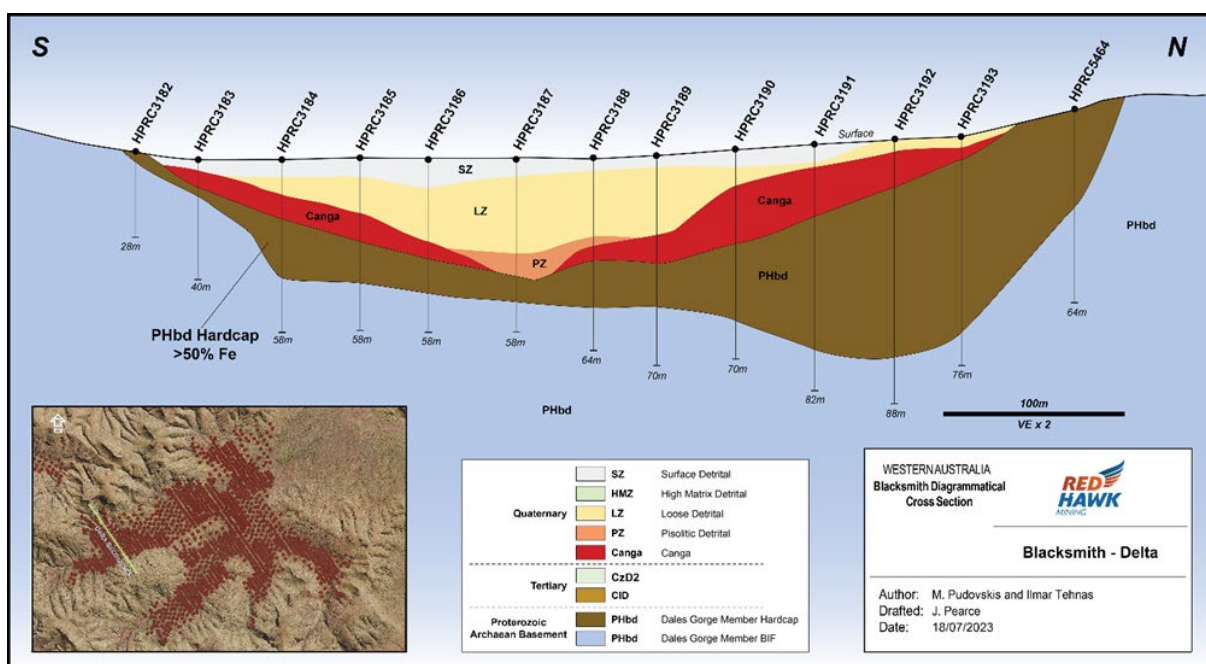 S
N
HPRC3182
HPRC3183
HPRC3184
HPRC3185
HPRC3186
HPRC3187
HPRC3188
HPRC3189
HPRC3190
HPRC3191
HPRC3192
HPRC3193
HPRC5464
Surface
SZ
LZ
PZ
Canga
Canga
PHbd
PHbd
PHbd
PHbd Hardcap
>50% Fe
28m
40m
58m
58m
58m
58m
64m
70m
70m
82m
88m
76m
64m
100m
VE x 2
Quaternary
SZ Surface Detrital
HMZ High Matrix Detrital
LZ Loose Detrital
PZ Pisolitic Detrital
Canga Canga
Tertiary
CzD2
CID
Proterozoic
Archaean Basement
PHbd Dales Gorge Member Hardcap
PHbd Dales Gorge Member BIF
WESTERN AUSTRALIA
Blacksmith Diagrammatical
Cross Section
RED
HAWK
MINING
Blacksmith - Delta
Author: M. Pudovskis and Ilmar Tehnas
Drafted: J. Pearce
Date: 18/07/2023